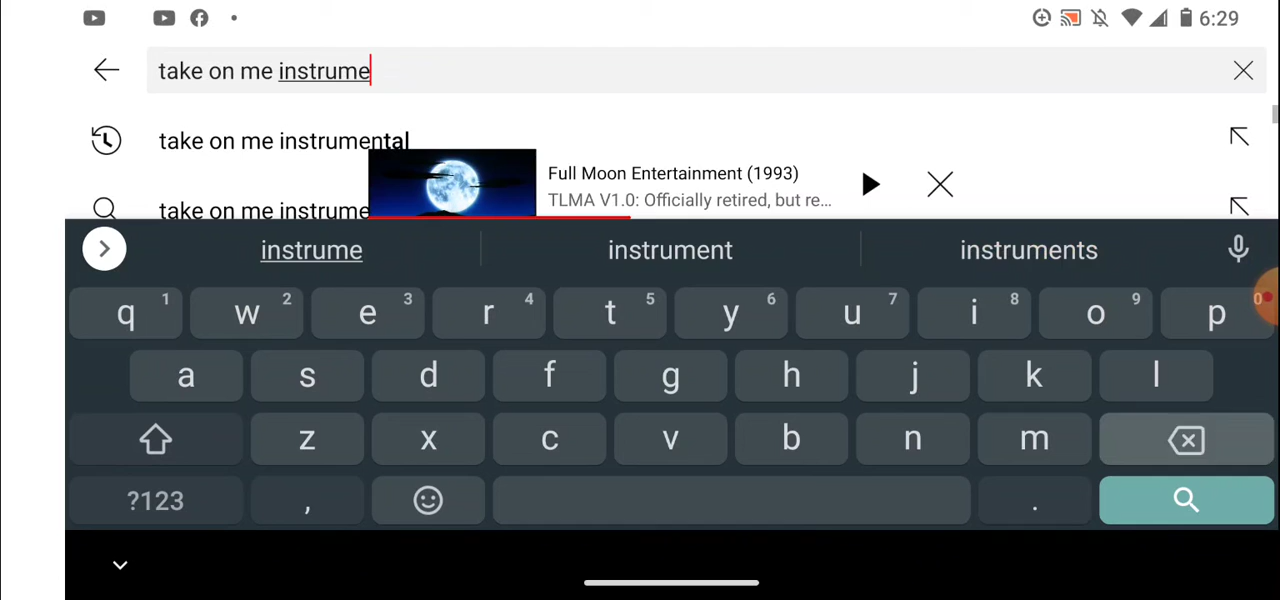 6:29
take on me instrume
take on me instrumental
Full Moon Entertainment (1993)
TLMA V1.0: Officially retired, but re...
take on me instrume
instrume instrument instruments
q 1 w 2 e 3 r 4 t 5 y 6 u 7 i 8 o 9 p 0
a s d f g h j k l
z x c v b n m
?123 , .